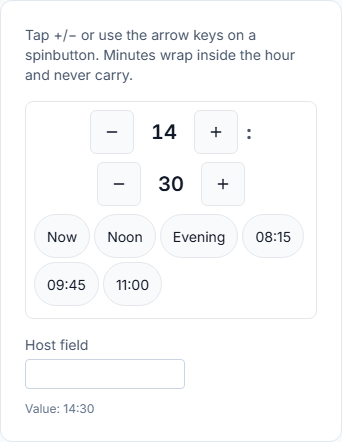 Tap +/− or use the arrow keys on a
spinbutton. Minutes wrap inside the hour
and never carry.
− 14 + :
− 30 +
Now Noon Evening 08:15
09:45 11:00
Host field
Value: 14:30